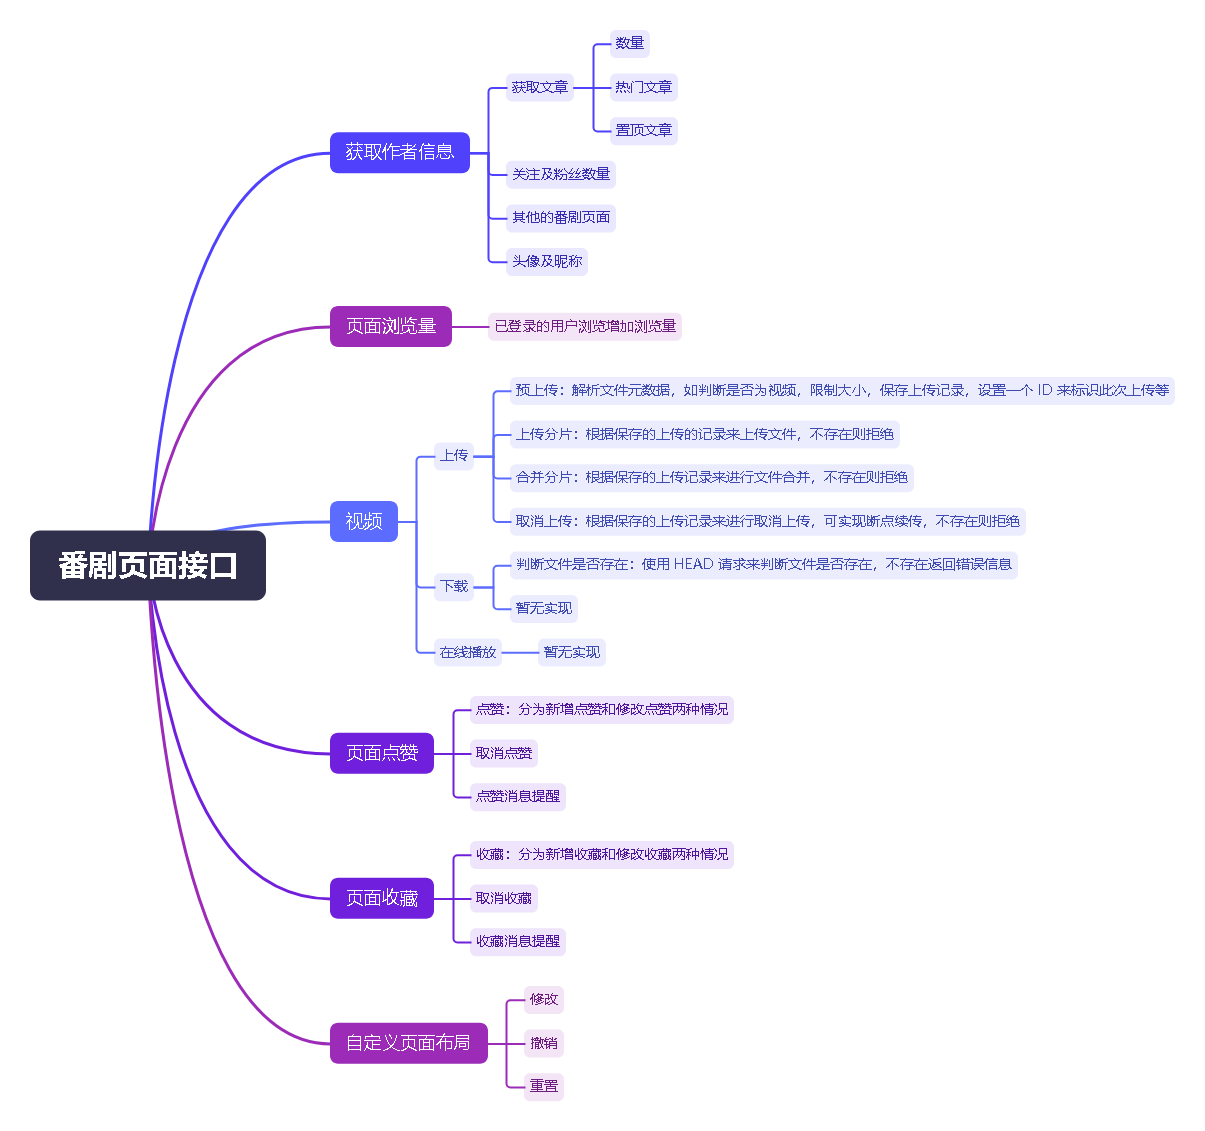 番剧页面接口
获取作者信息
获取文章
数量
热门文章
置顶文章
关注及粉丝数量
其他的番剧页面
头像及昵称
页面浏览量
已登录的用户浏览增加浏览量
视频
上传
预上传：解析文件元数据，如判断是否为视频，限制大小，保存上传记录，设置一个 ID 来标识此次上传等
上传分片：根据保存的上传的记录来上传文件，不存在则拒绝
合并分片：根据保存的上传记录来进行文件合并，不存在则拒绝
取消上传：根据保存的上传记录来进行取消上传，可实现断点续传，不存在则拒绝
下载
判断文件是否存在：使用 HEAD 请求来判断文件是否存在，不存在返回错误信息
暂无实现
在线播放
暂无实现
页面点赞
点赞：分为新增点赞和修改点赞两种情况
取消点赞
点赞消息提醒
页面收藏
收藏：分为新增收藏和修改收藏两种情况
取消收藏
收藏消息提醒
自定义页面布局
修改
撤销
重置